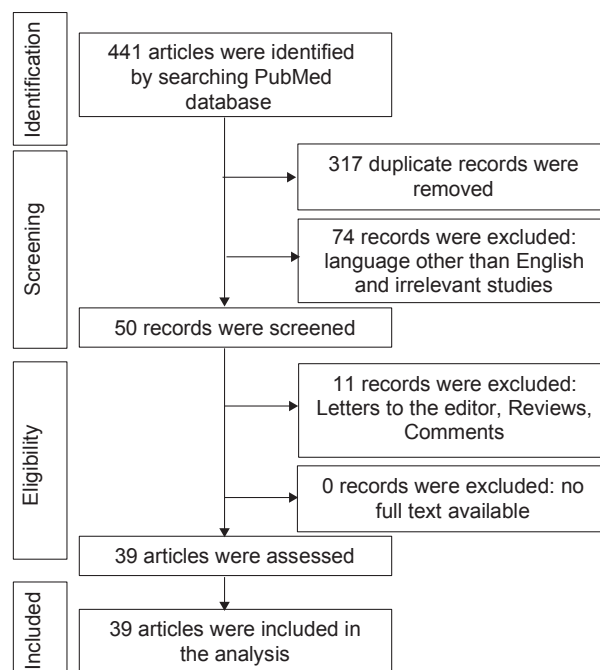 Identification
441 articles were identified
by searching PubMed
database
Screening
317 duplicate records were
removed
74 records were excluded:
language other than English
and irrelevant studies
50 records were screened
Eligibility
11 records were excluded:
Letters to the editor, Reviews,
Comments
0 records were excluded: no
full text available
39 articles were assessed
Included
39 articles were included in
the analysis